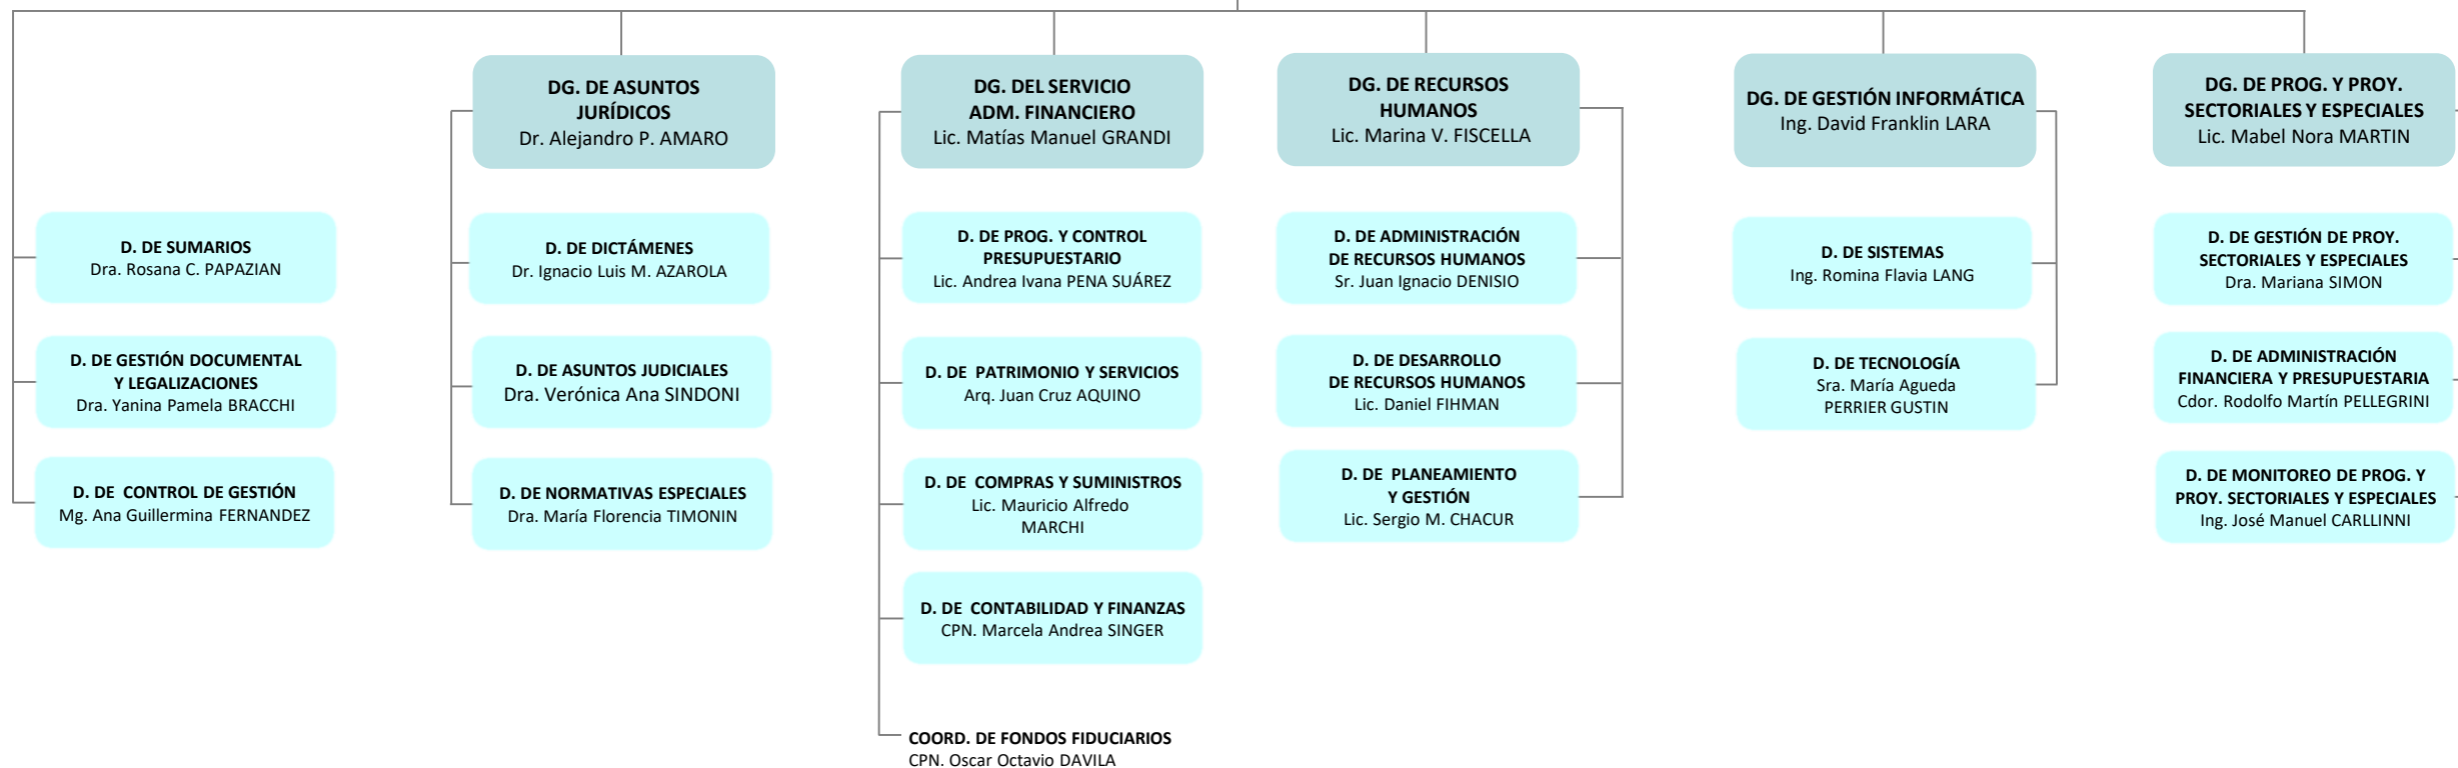 DG. DE ASUNTOS
JURÍDICOS
Dr. Alejandro P. AMARO
DG. DEL SERVICIO
ADM. FINANCIERO
Lic. Matías Manuel GRANDI
DG. DE RECURSOS
HUMANOS
Lic. Marina V. FISCELLA
DG. DE GESTIÓN INFORMÁTICA
Ing. David Franklin LARA
DG. DE PROG. Y PROY.
SECTORIALES Y ESPECIALES
Lic. Mabel Nora MARTIN
D. DE SUMARIOS
Dra. Rosana C. PAPAZIAN
D. DE GESTIÓN DOCUMENTAL
Y LEGALIZACIONES
Dra. Yanina Pamela BRACCHI
D. DE CONTROL DE GESTIÓN
Mg. Ana Guillermina FERNANDEZ
D. DE DICTÁMENES
Dr. Ignacio Luis M. AZAROLA
D. DE ASUNTOS JUDICIALES
Dra. Verónica Ana SINDONI
D. DE NORMATIVAS ESPECIALES
Dra. María Florencia TIMONIN
D. DE PROG. Y CONTROL
PRESUPUESTARIO
Lic. Andrea Ivana PENA SUÁREZ
D. DE PATRIMONIO Y SERVICIOS
Arq. Juan Cruz AQUINO
D. DE COMPRAS Y SUMINISTROS
Lic. Mauricio Alfredo
MARCHI
D. DE CONTABILIDAD Y FINANZAS
CPN. Marcela Andrea SINGER
COORD. DE FONDOS FIDUCIARIOS
CPN. Oscar Octavio DAVILA
D. DE ADMINISTRACIÓN
DE RECURSOS HUMANOS
Sr. Juan Ignacio DENISIO
D. DE DESARROLLO
DE RECURSOS HUMANOS
Lic. Daniel FIHMAN
D. DE PLANEAMIENTO
Y GESTIÓN
Lic. Sergio M. CHACUR
D. DE SISTEMAS
Ing. Romina Flavia LANG
D. DE TECNOLOGÍA
Sra. María Agueda
PERRIER GUSTIN
D. DE GESTIÓN DE PROY.
SECTORIALES Y ESPECIALES
Dra. Mariana SIMON
D. DE ADMINISTRACIÓN
FINANCIERA Y PRESUPUESTARIA
Cdor. Rodolfo Martín PELLEGRINI
D. DE MONITOREO DE PROG. Y
PROY. SECTORIALES Y ESPECIALES
Ing. José Manuel CARLLINNI